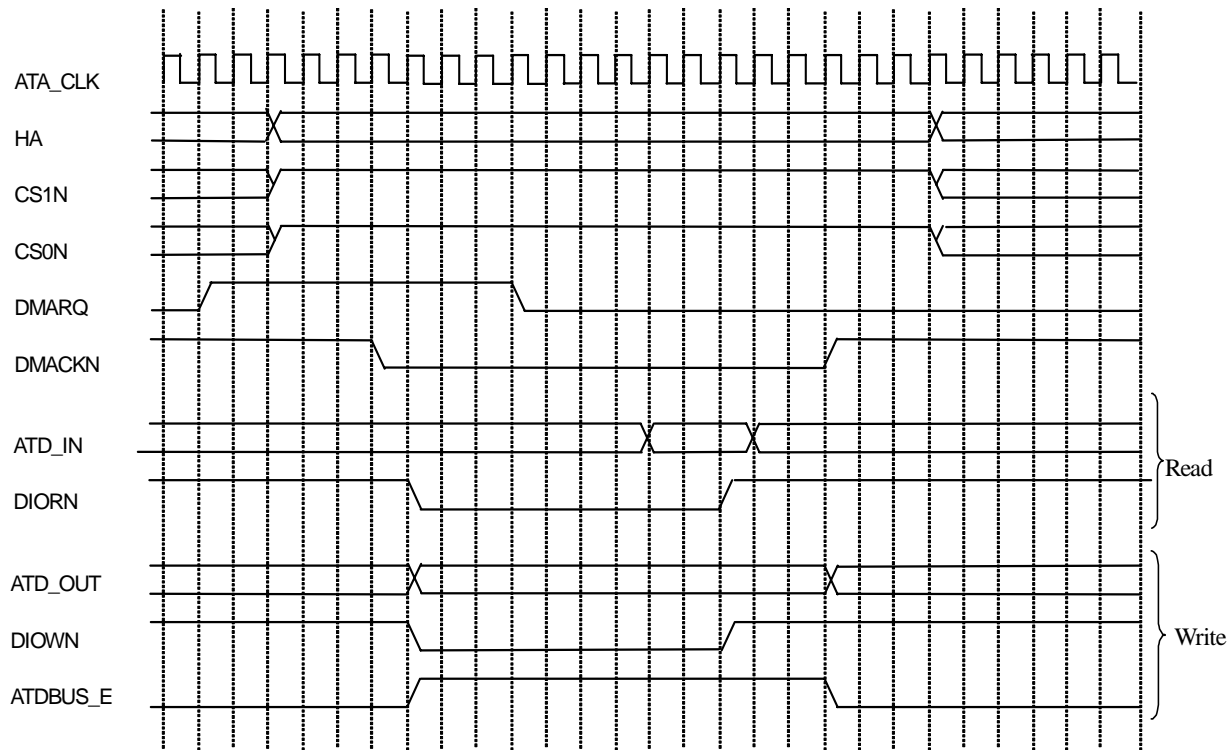 ATA_CLK
HA
CS1N
CS0N
DMARQ
DMACKN
ATD_IN
Read
DIORN
ATD_OUT
DIOWN
Write
ATDBUS_E